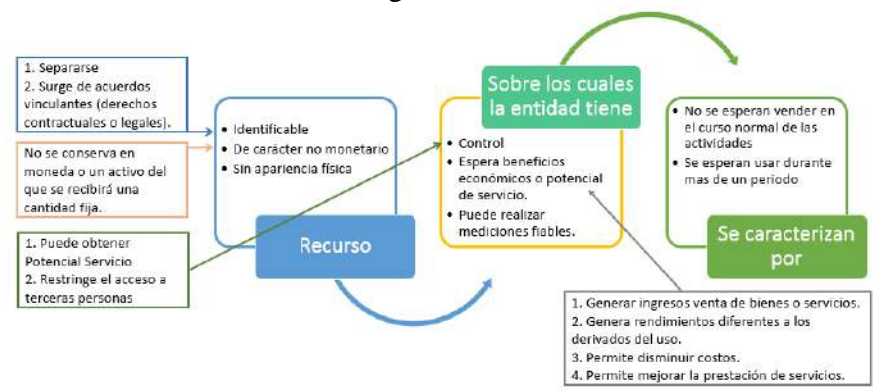 1. Separarse
2. Surge de acuerdos
vinculantes (derechos
contractuales o legales).
No se conserva en
moneda o un activo del
que se recibirá una
cantidad fija.
1. Puede obtener
Potencial Servicio
2. Restringe el acceso a
terceras personas
• Identificable
• De carácter no monetario
• Sin apariencia física
Recurso
Sobre los cuales
la entidad tiene
• Control
• Espera beneficios
económicos o potencial
de servicio.
• Puede realizar
mediciones fiables.
• No se esperan vender en
el curso normal de las
actividades
• Se esperan usar durante
mas de un periodo
Se caracterizan
por
1. Generar ingresos venta de bienes o servicios.
2. Genera rendimientos diferentes a los
derivados del uso.
3. Permite disminuir costos.
4. Permite mejorar la prestación de servicios.